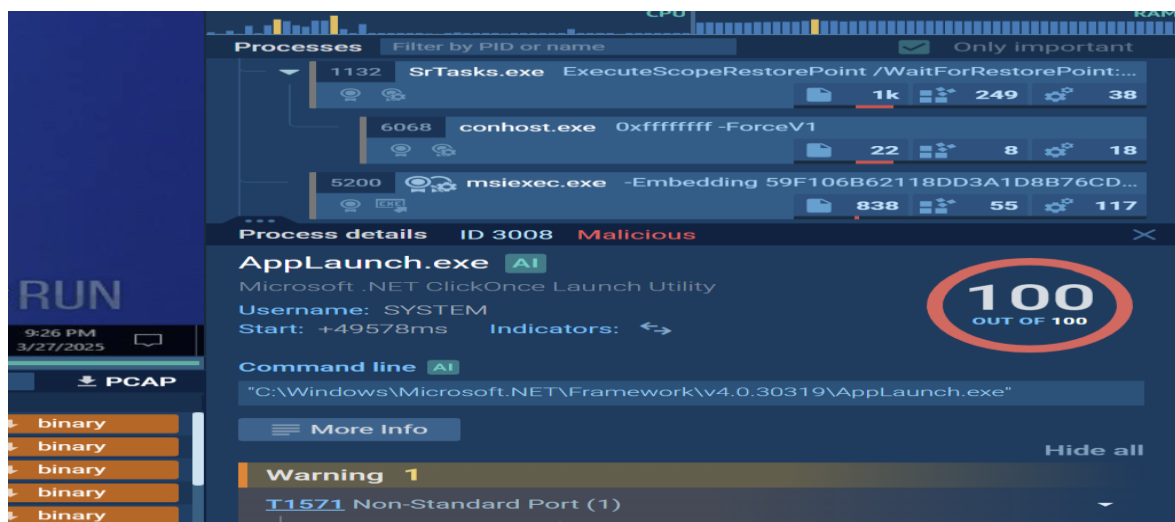 CPU
RAM
Processes Filter by PID or name Only important
1132 SrTasks.exe ExecuteScopeRestorePoint /WaitForRestorePoint:...
1k 249 38
6068 conhost.exe 0xffffffff -ForceV1
22 8 18
5200 msiexec.exe -Embedding 59F106B62118DD3A1D8B76CD...
EXE
838 55 117
Process details ID 3008 Malicious
AppLaunch.exe AI
Microsoft .NET ClickOnce Launch Utility
Username: SYSTEM
Start: +49578ms Indicators:
100
OUT OF 100
Command line AI
"C:\Windows\Microsoft.NET\Framework\v4.0.30319\AppLaunch.exe"
More Info
Hide all
Warning 1
T1571 Non-Standard Port (1)
RUN
9:26 PM
3/27/2025
PCAP
binary
binary
binary
binary
binary